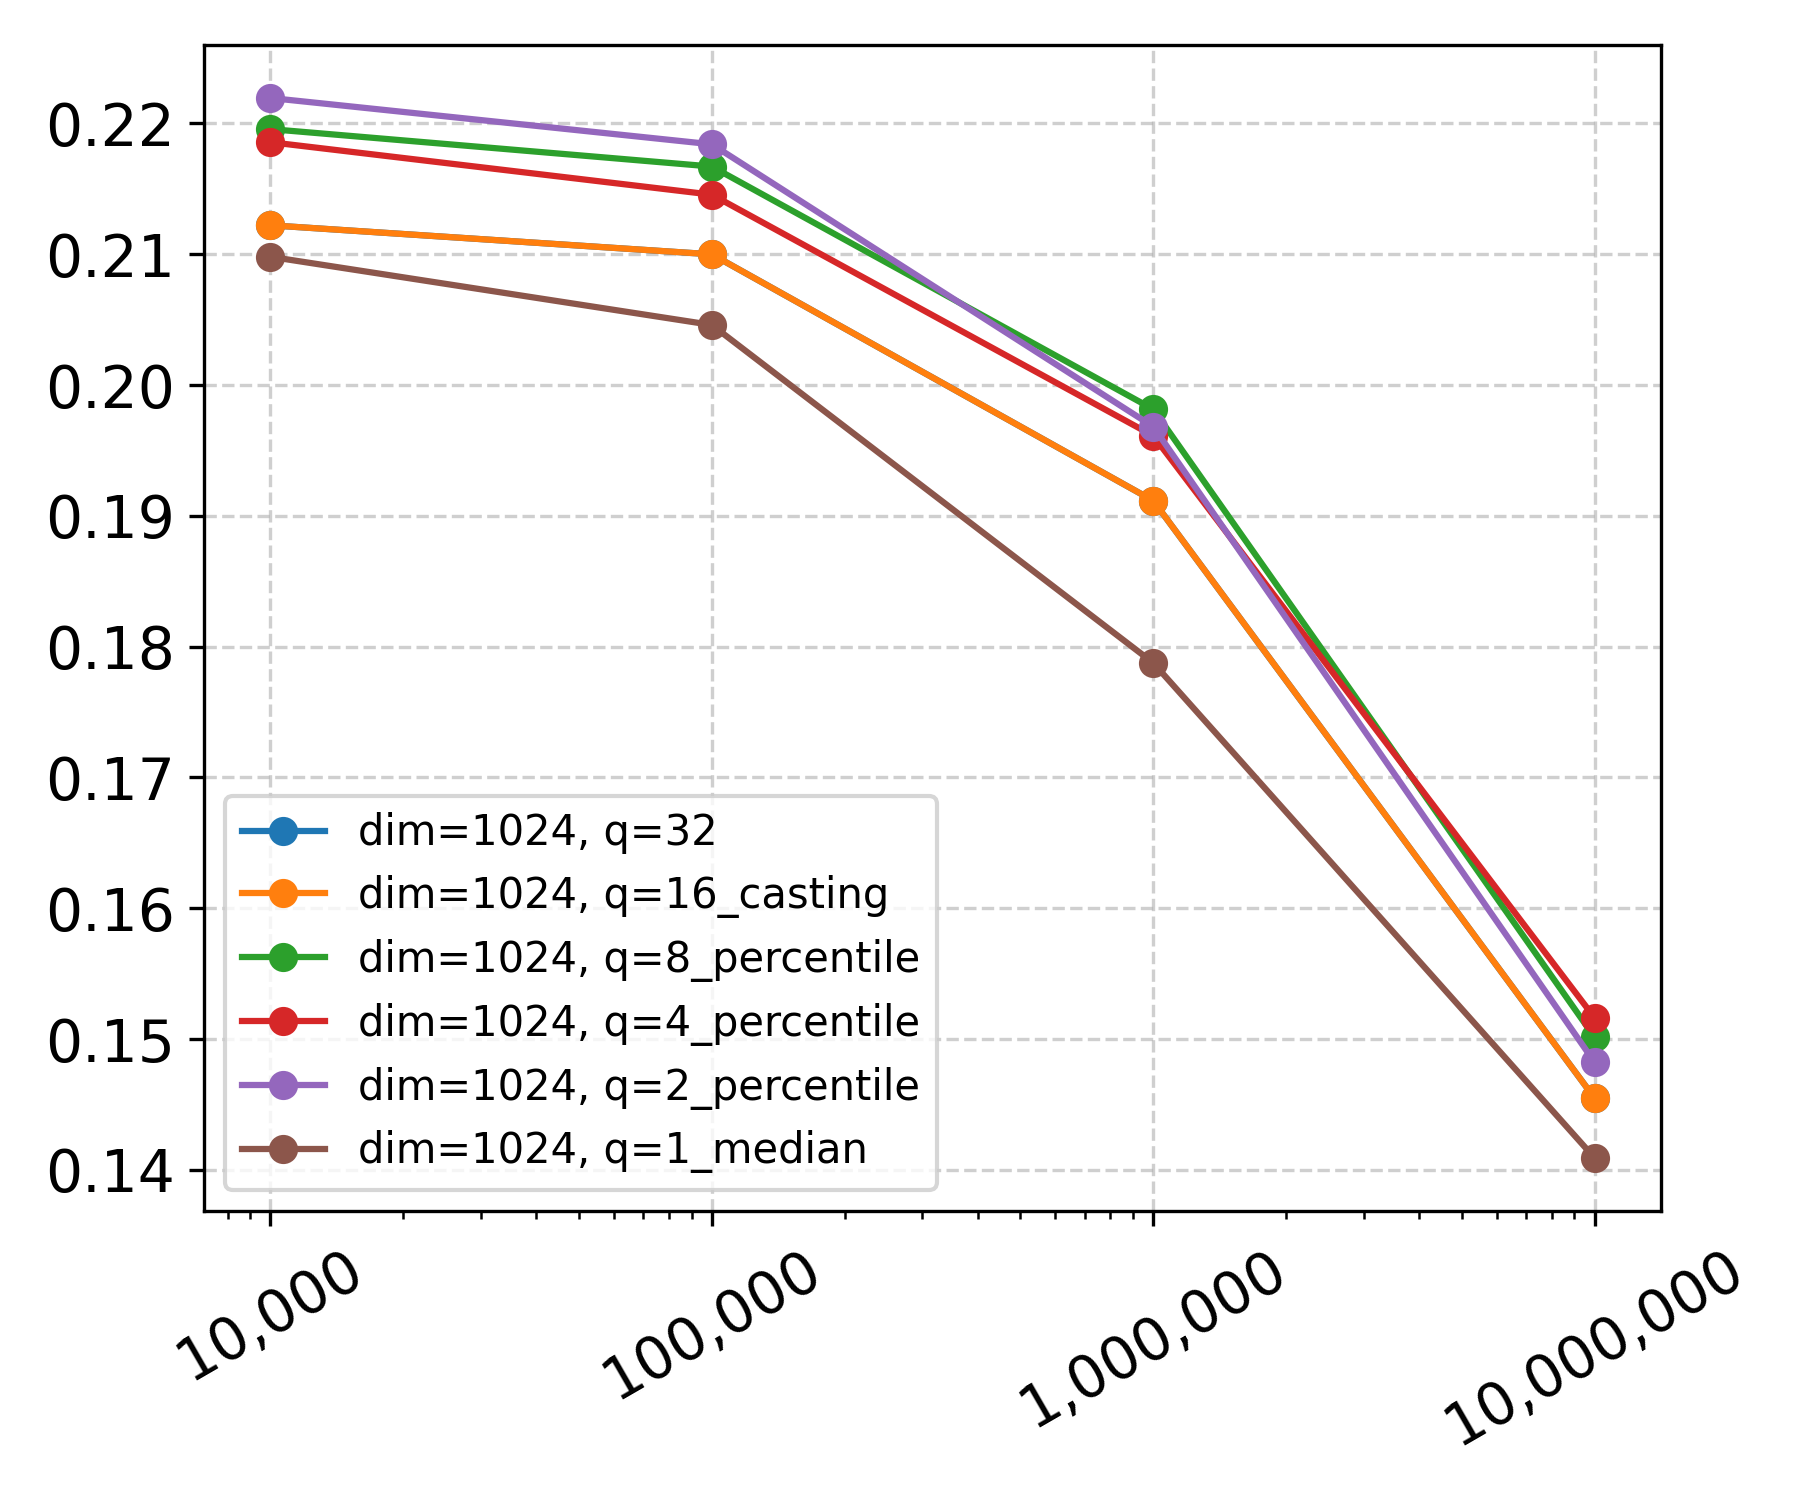 0.22
0.21
0.20
0.19
0.18
0.17
0.16
0.15
0.14
dim=1024, q=32
dim=1024, q=16_casting
dim=1024, q=8_percentile
dim=1024, q=4_percentile
dim=1024, q=2_percentile
dim=1024, q=1_median
10,000
100,000
1,000,000
10,000,000